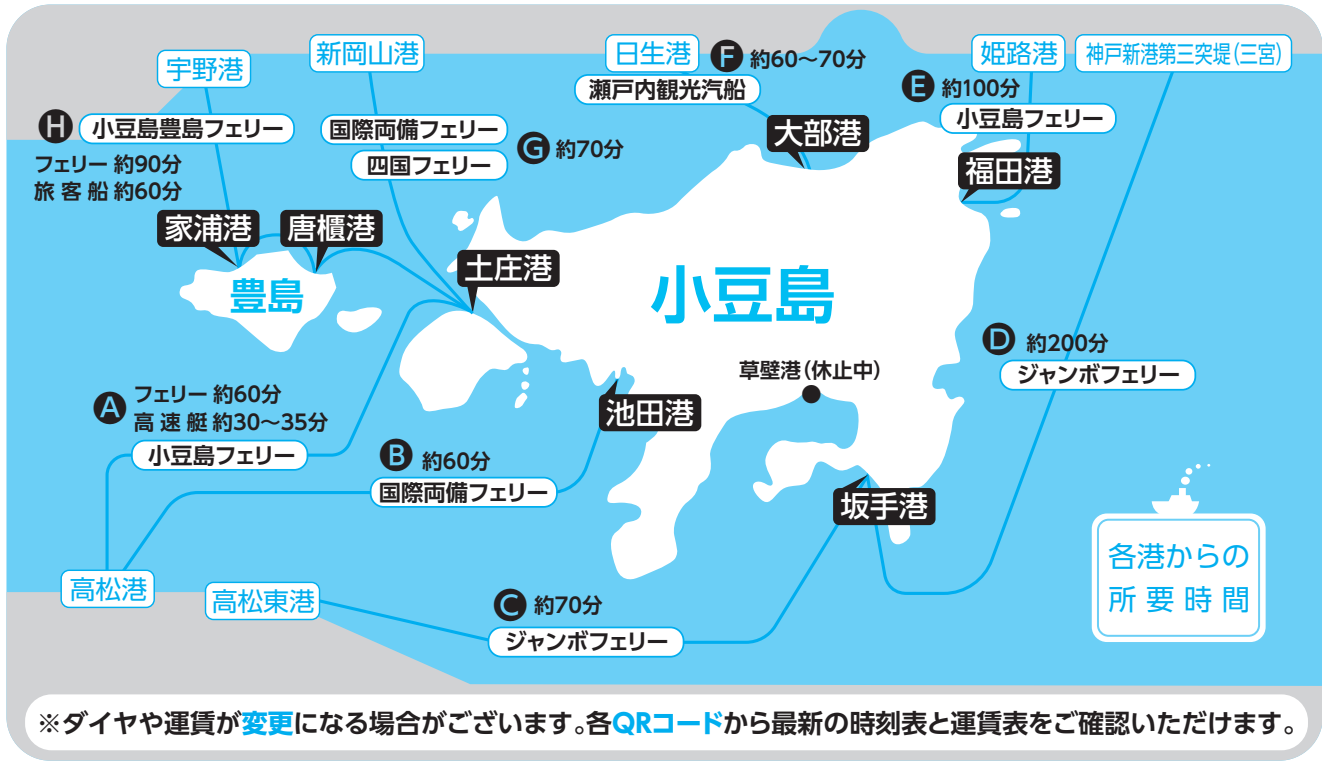 宇野港
新岡山港
日生港
姫路港
神戸新港第三突堤(三宮)
F 約60〜70分
瀬戸内観光汽船
E 約100分
小豆島フェリー
H 小豆島豊島フェリー
フェリー 約90分
旅客船 約60分
国際両備フェリー
四国フェリー
G 約70分
大部港
福田港
家浦港
唐櫃港
土庄港
豊島
小豆島
D 約200分
ジャンボフェリー
草壁港(休止中)
A フェリー 約60分
高速艇 約30〜35分
小豆島フェリー
池田港
B 約60分
国際両備フェリー
坂手港
高松港
高松東港
C 約70分
ジャンボフェリー
各港からの
所要時間
※ダイヤや運賃が変更になる場合がございます。各QRコードから最新の時刻表と運賃表をご確認いただけます。